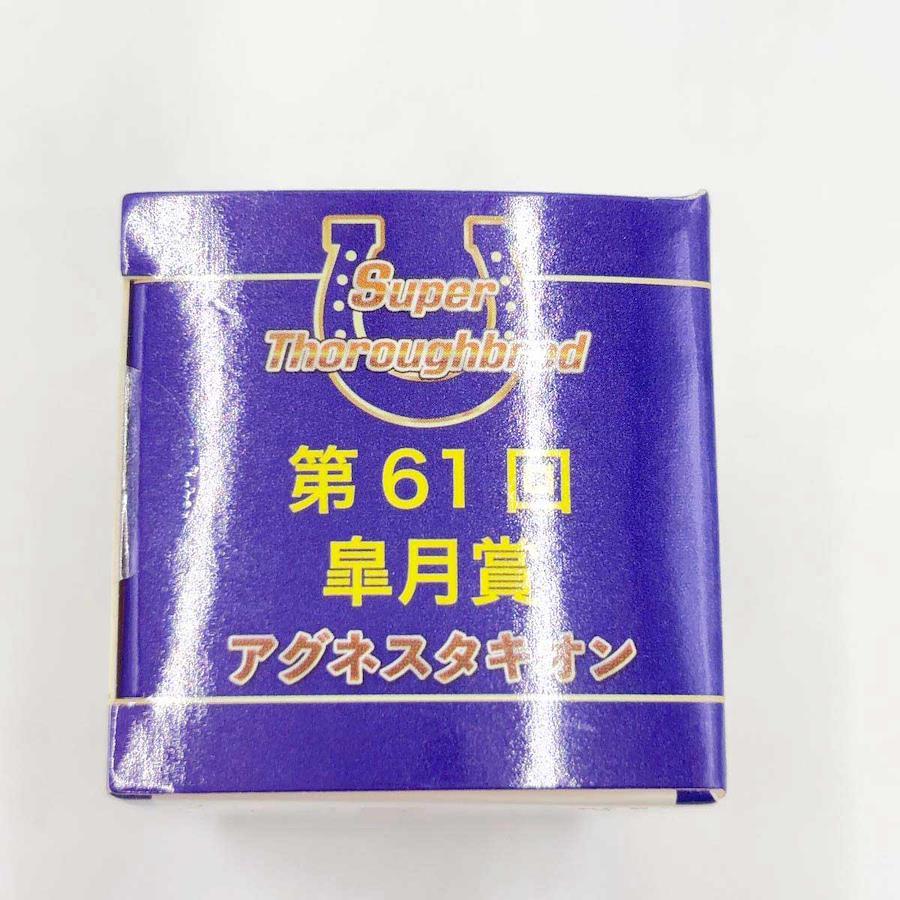 Super
Thoroughbred
第61回
皐月賞
アグネスタキオン